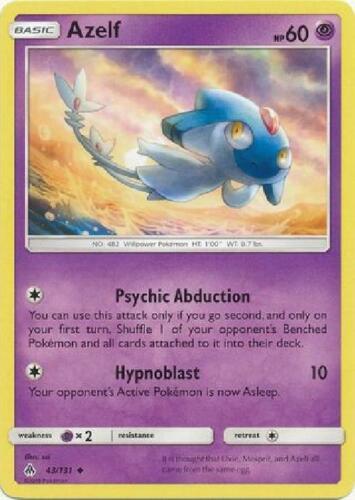 BASIC Azelf HP60
NO. 482 Willpower Pokémon HT: 1'00" WT: 0.7 lbs.
Psychic Abduction
You can use this attack only if you go second, and only on
your first turn. Shuffle 1 of your opponent's Benched
Pokémon and all cards attached to it into their deck.
Hypnoblast 10
Your opponent's Active Pokémon is now Asleep.
weakness ×2 resistance retreat
Illus. sui
It is thought that Uxie, Mesprit, and Azelf all
43/131
came from the same egg.
©2018 Pokémon